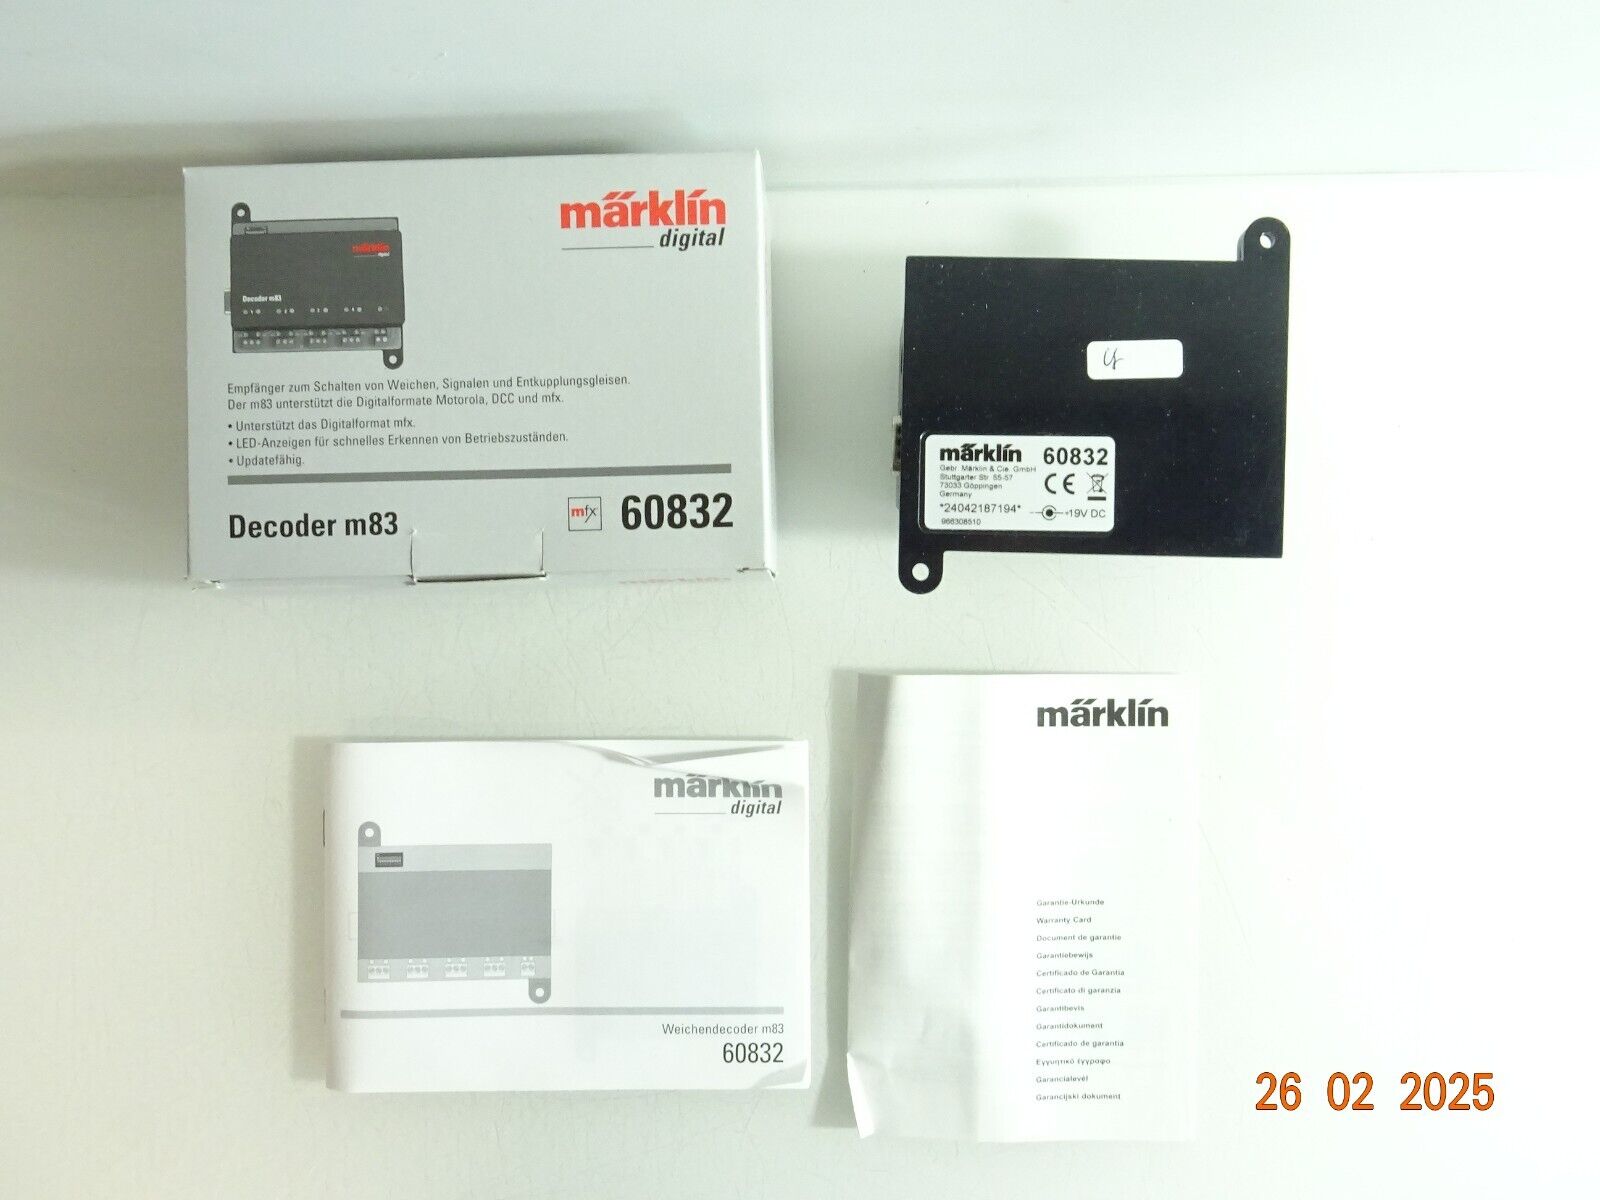 märklin
digital
märklin
digital
Decoder m83
Empfänger zum Schalten von Weichen, Signalen und Entkupplungsgleisen.
Der m83 unterstützt die Digitalformate Motorola, DCC und mfx.
• Unterstützt das Digitalformat mfx.
• LED-Anzeigen für schnelles Erkennen von Betriebszuständen.
• Updatefähig.
Decoder m83
mfx
60832
märklin 60832
Gebr. Märklin & Cie. GmbH
Stuttgarter Str. 55-57
73033 Göppingen
Germany
CE
*24042187194*
+19V DC
966308510
märklin
digital
Weichendecoder m83
60832
märklin
Garantie-Urkunde
Warranty Card
Document de garantie
Garantiebewijs
Certificado de Garantia
Certificato di garanzia
Garantibevis
Garantidokument
Certificado de garantia
Εγγυητικό έγγραφο
Garancialevél
Garancijski dokument
26 02 2025